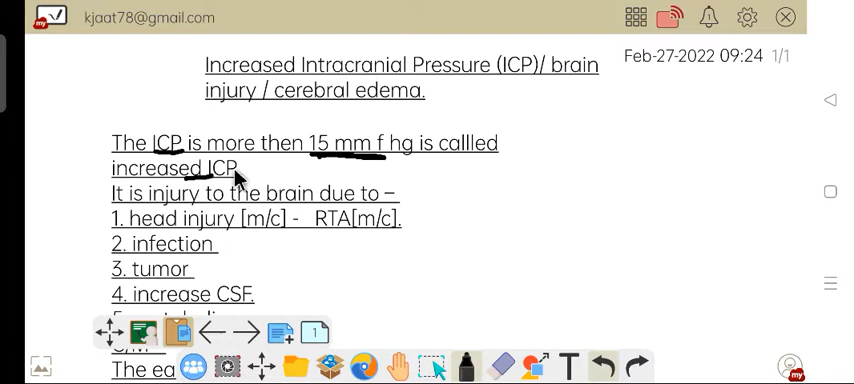 my kjaat78@gmail.com
Feb-27-2022 09:24 1/1
Increased Intracranial Pressure (ICP)/ brain
injury / cerebral edema.
The ICP is more then 15 mm f hg is callled
increased ICP
It is injury to the brain due to –
1. head injury [m/c] - RTA[m/c].
2. infection
3. tumor
4. increase CSF.
The ea